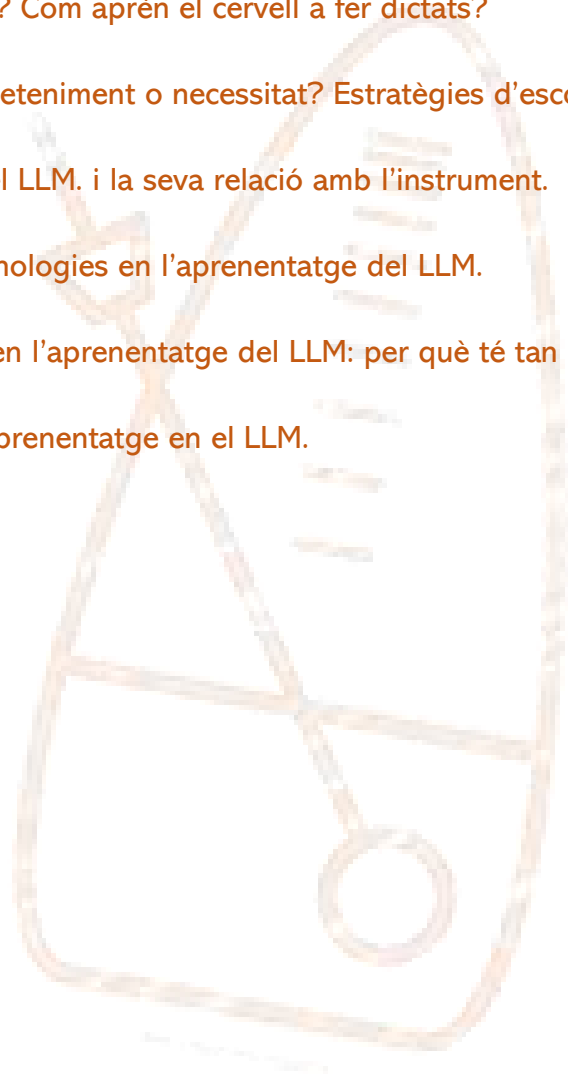 ? Com aprèn el cervell a fer dictats?
eteniment o necessitat? Estratègies d'esco
l LLM. i la seva relació amb l'instrument.
nologies en l'aprenentatge del LLM.
en l'aprenentatge del LLM: per què té tan
prenentatge en el LLM.